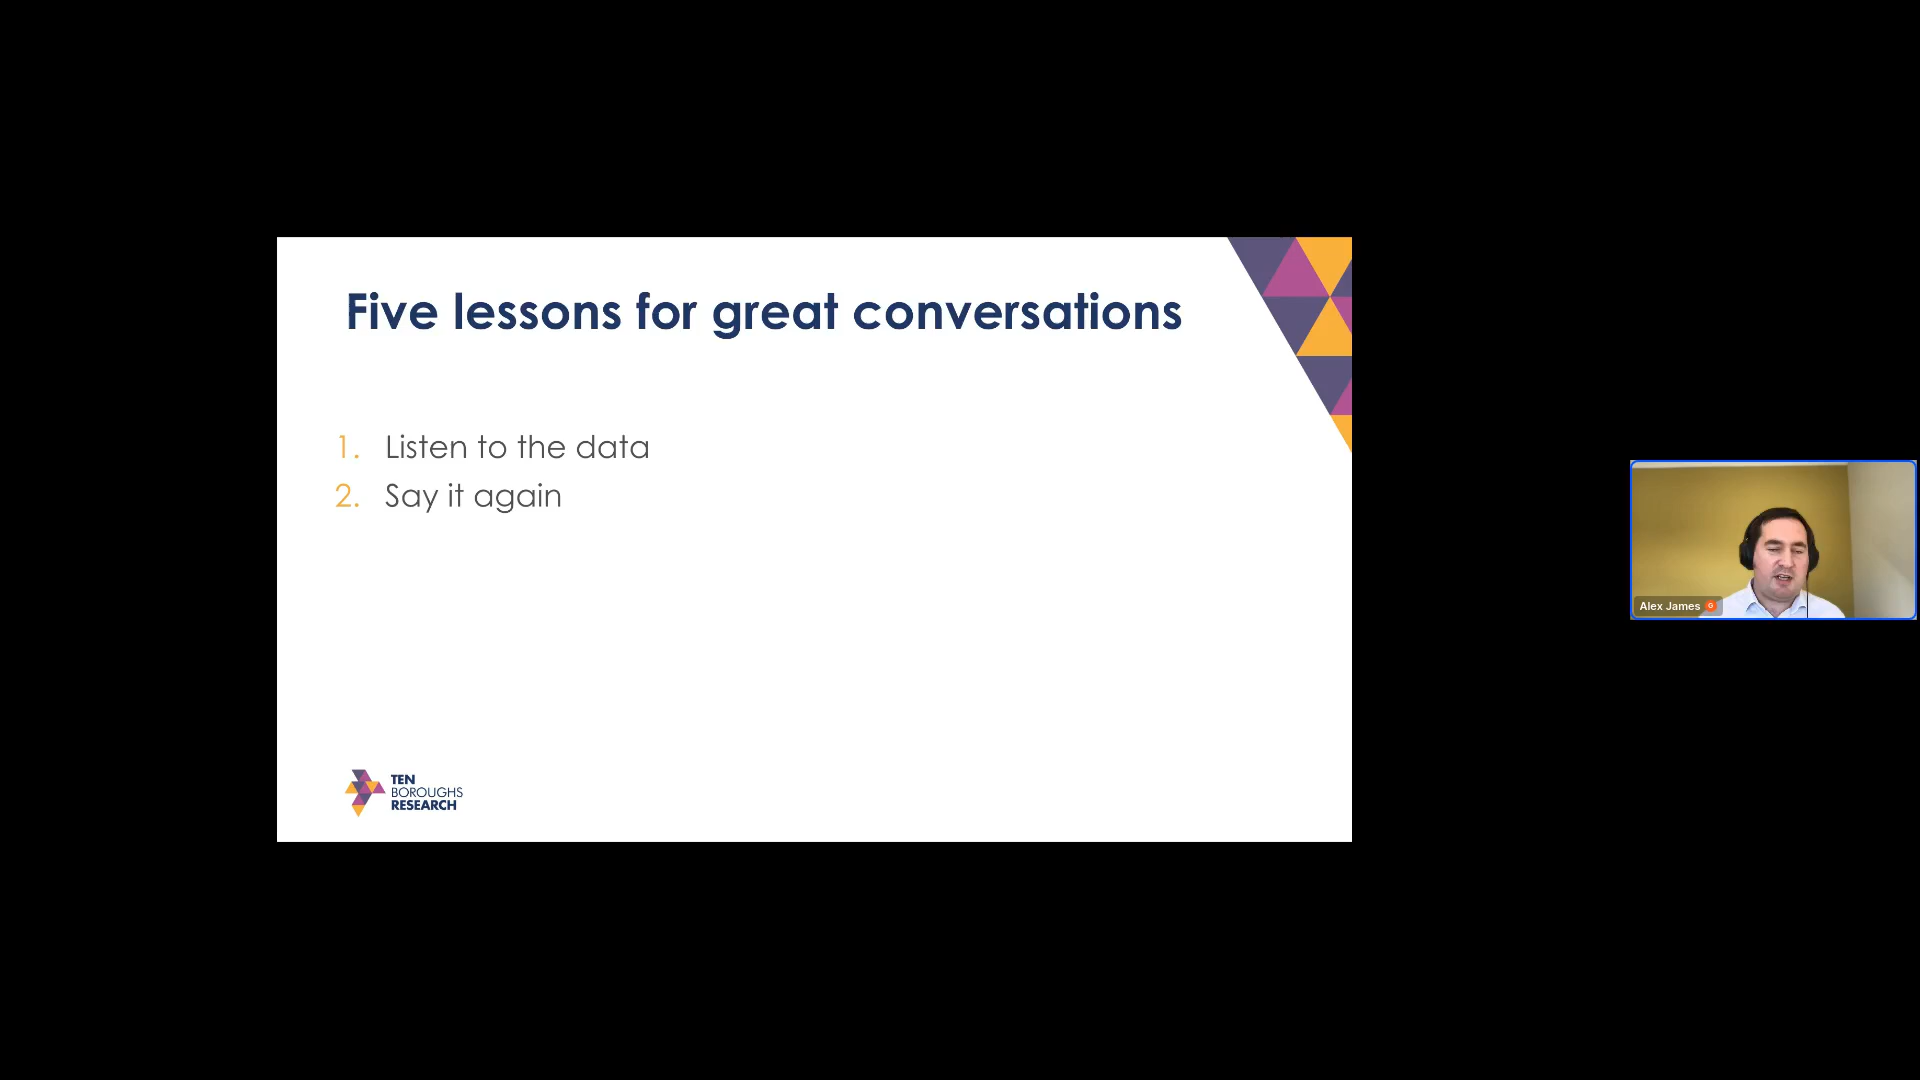 Five lessons for great conversations
1. Listen to the data
2. Say it again
TEN
BOROUGHS
RESEARCH
Alex James